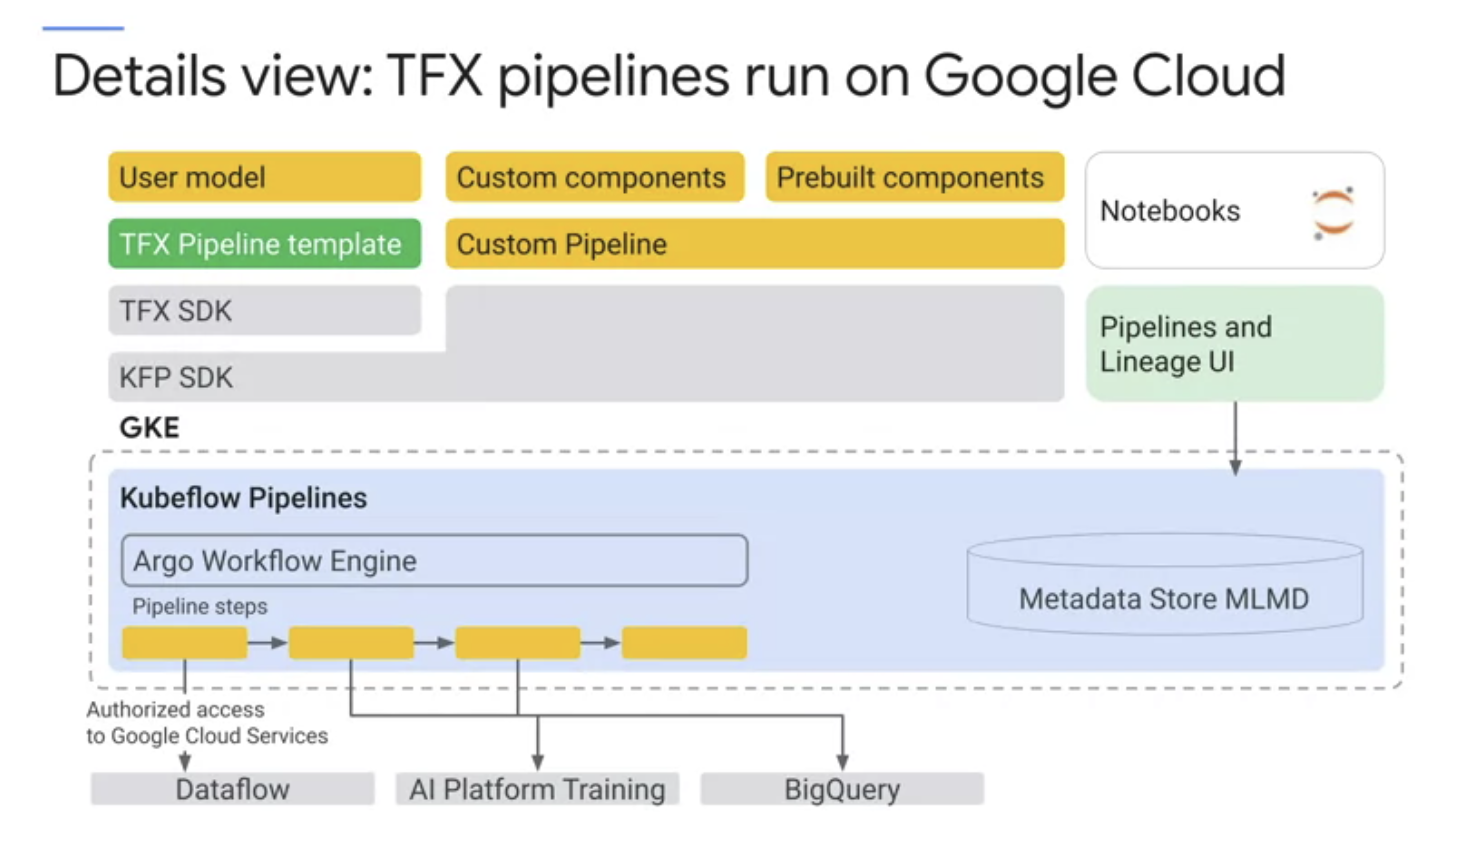 Details view: TFX pipelines run on Google Cloud
User model
Custom components
Prebuilt components
Notebooks
TFX Pipeline template
Custom Pipeline
TFX SDK
Pipelines and
Lineage UI
KFP SDK
GKE
Kubeflow Pipelines
Argo Workflow Engine
Metadata Store MLMD
Pipeline steps
Authorized access
to Google Cloud Services
Dataflow
AI Platform Training
BigQuery